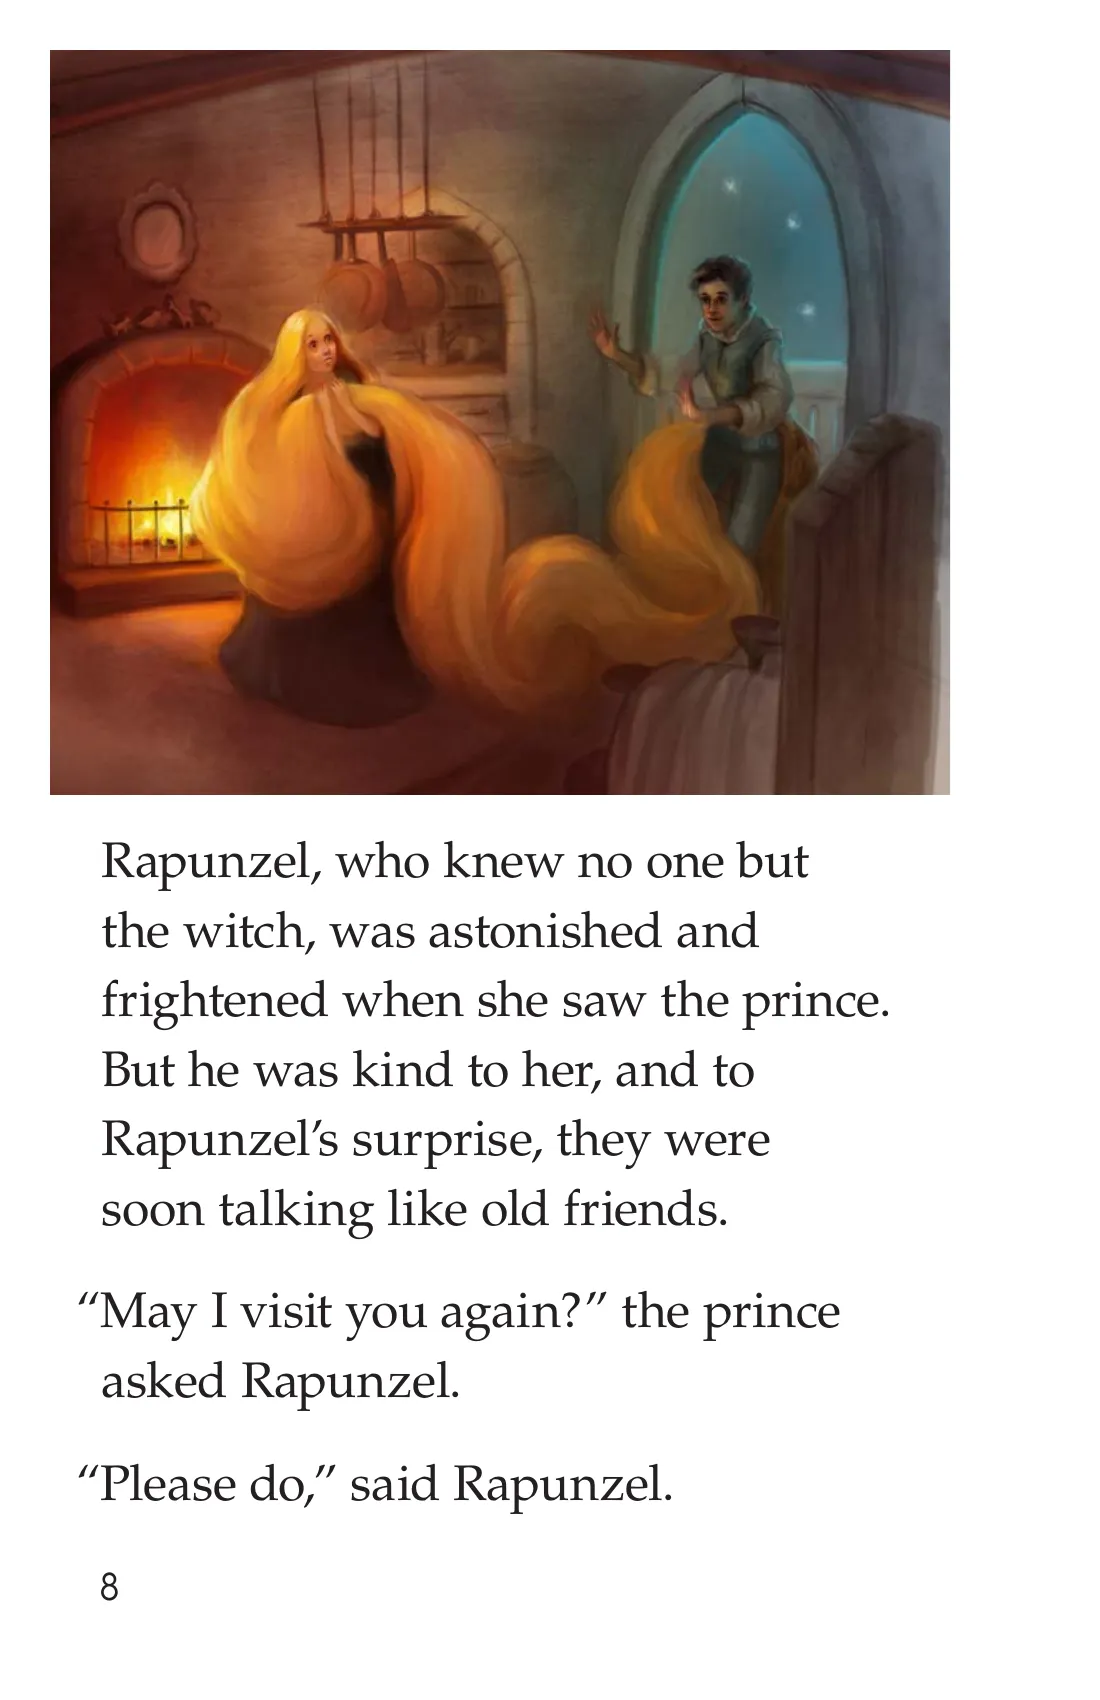 Rapunzel, who knew no one but
the witch, was astonished and
frightened when she saw the prince.
But he was kind to her, and to
Rapunzel’s surprise, they were
soon talking like old friends.
“May I visit you again?” the prince
asked Rapunzel.
“Please do,” said Rapunzel.
8